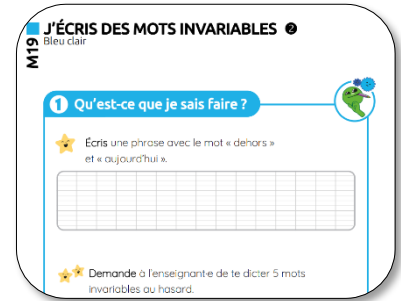 J'ÉCRIS DES MOTS INVARIABLES ❷
M19
Bleu clair
1 Qu'est-ce que je sais faire ?
Écris une phrase avec le mot « dehors »
et « aujourd'hui ».
Demande à l'enseignant·e de te dicter 5 mots
invariables au hasard.